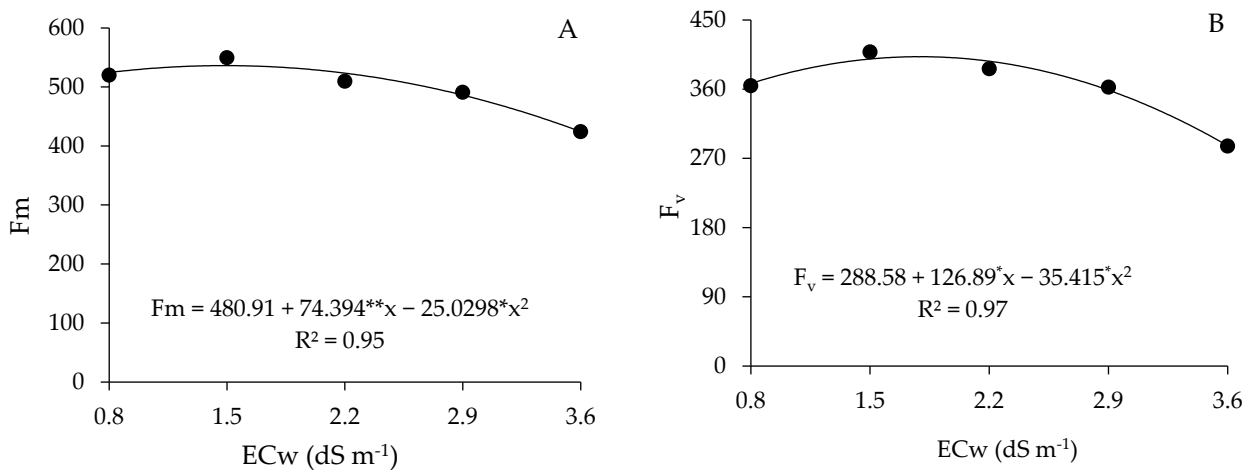 A
600
500
400
300
200
100
0
Fm
Fm = 480.91 + 74.394**x − 25.0298*x²
R² = 0.95
0.8 1.5 2.2 2.9 3.6
ECw (dS m⁻¹)
B
450
360
270
180
90
0
Fᵥ
Fᵥ = 288.58 + 126.89*x − 35.415*x²
R² = 0.97
0.8 1.5 2.2 2.9 3.6
ECw (dS m⁻¹)